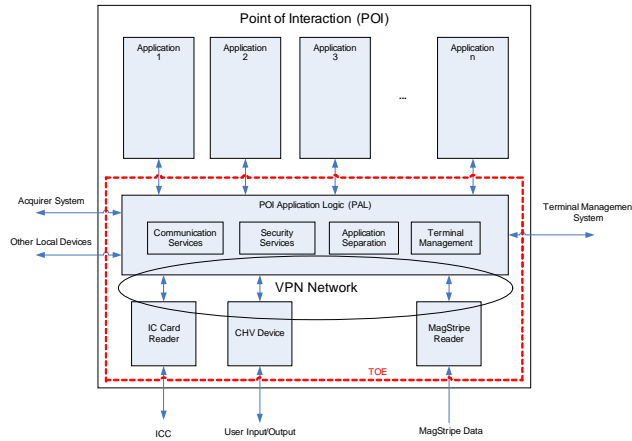 Point of Interaction (POI)
Application
1
Application
2
Application
3
...
Application
n
Acquirer System
Other Local Devices
POI Application Logic (PAL)
Communication
Services
Security
Services
Application
Separation
Terminal
Management
Terminal Managemen
System
VPN Network
IC Card
Reader
CHV Device
MagStripe
Reader
TOE
ICC
User Input/Output
MagStripe Data